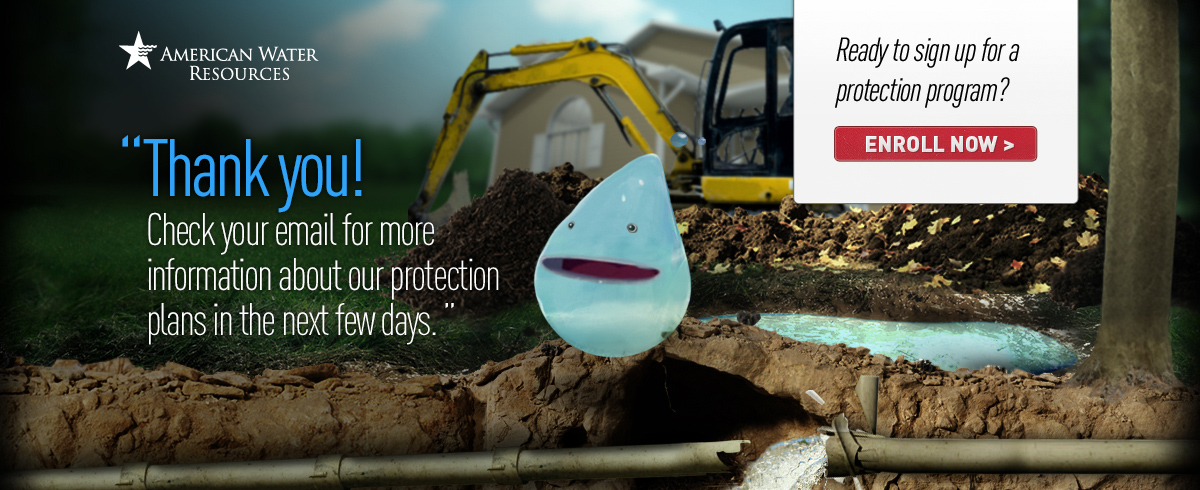 AMERICAN WATER
RESOURCES
“Thank you!
Check your email for more
information about our protection
plans in the next few days.”
Ready to sign up for a
protection program?
ENROLL NOW >